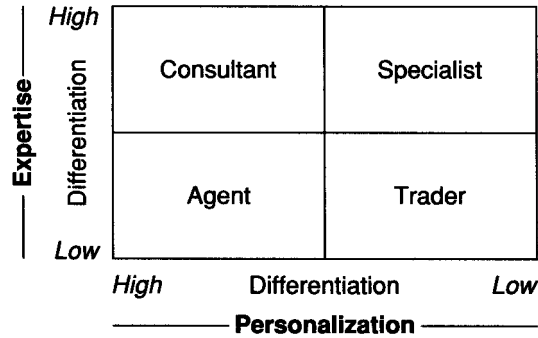 High
Consultant Specialist
Expertise
Differentiation
Agent Trader
Low
High Differentiation Low
Personalization